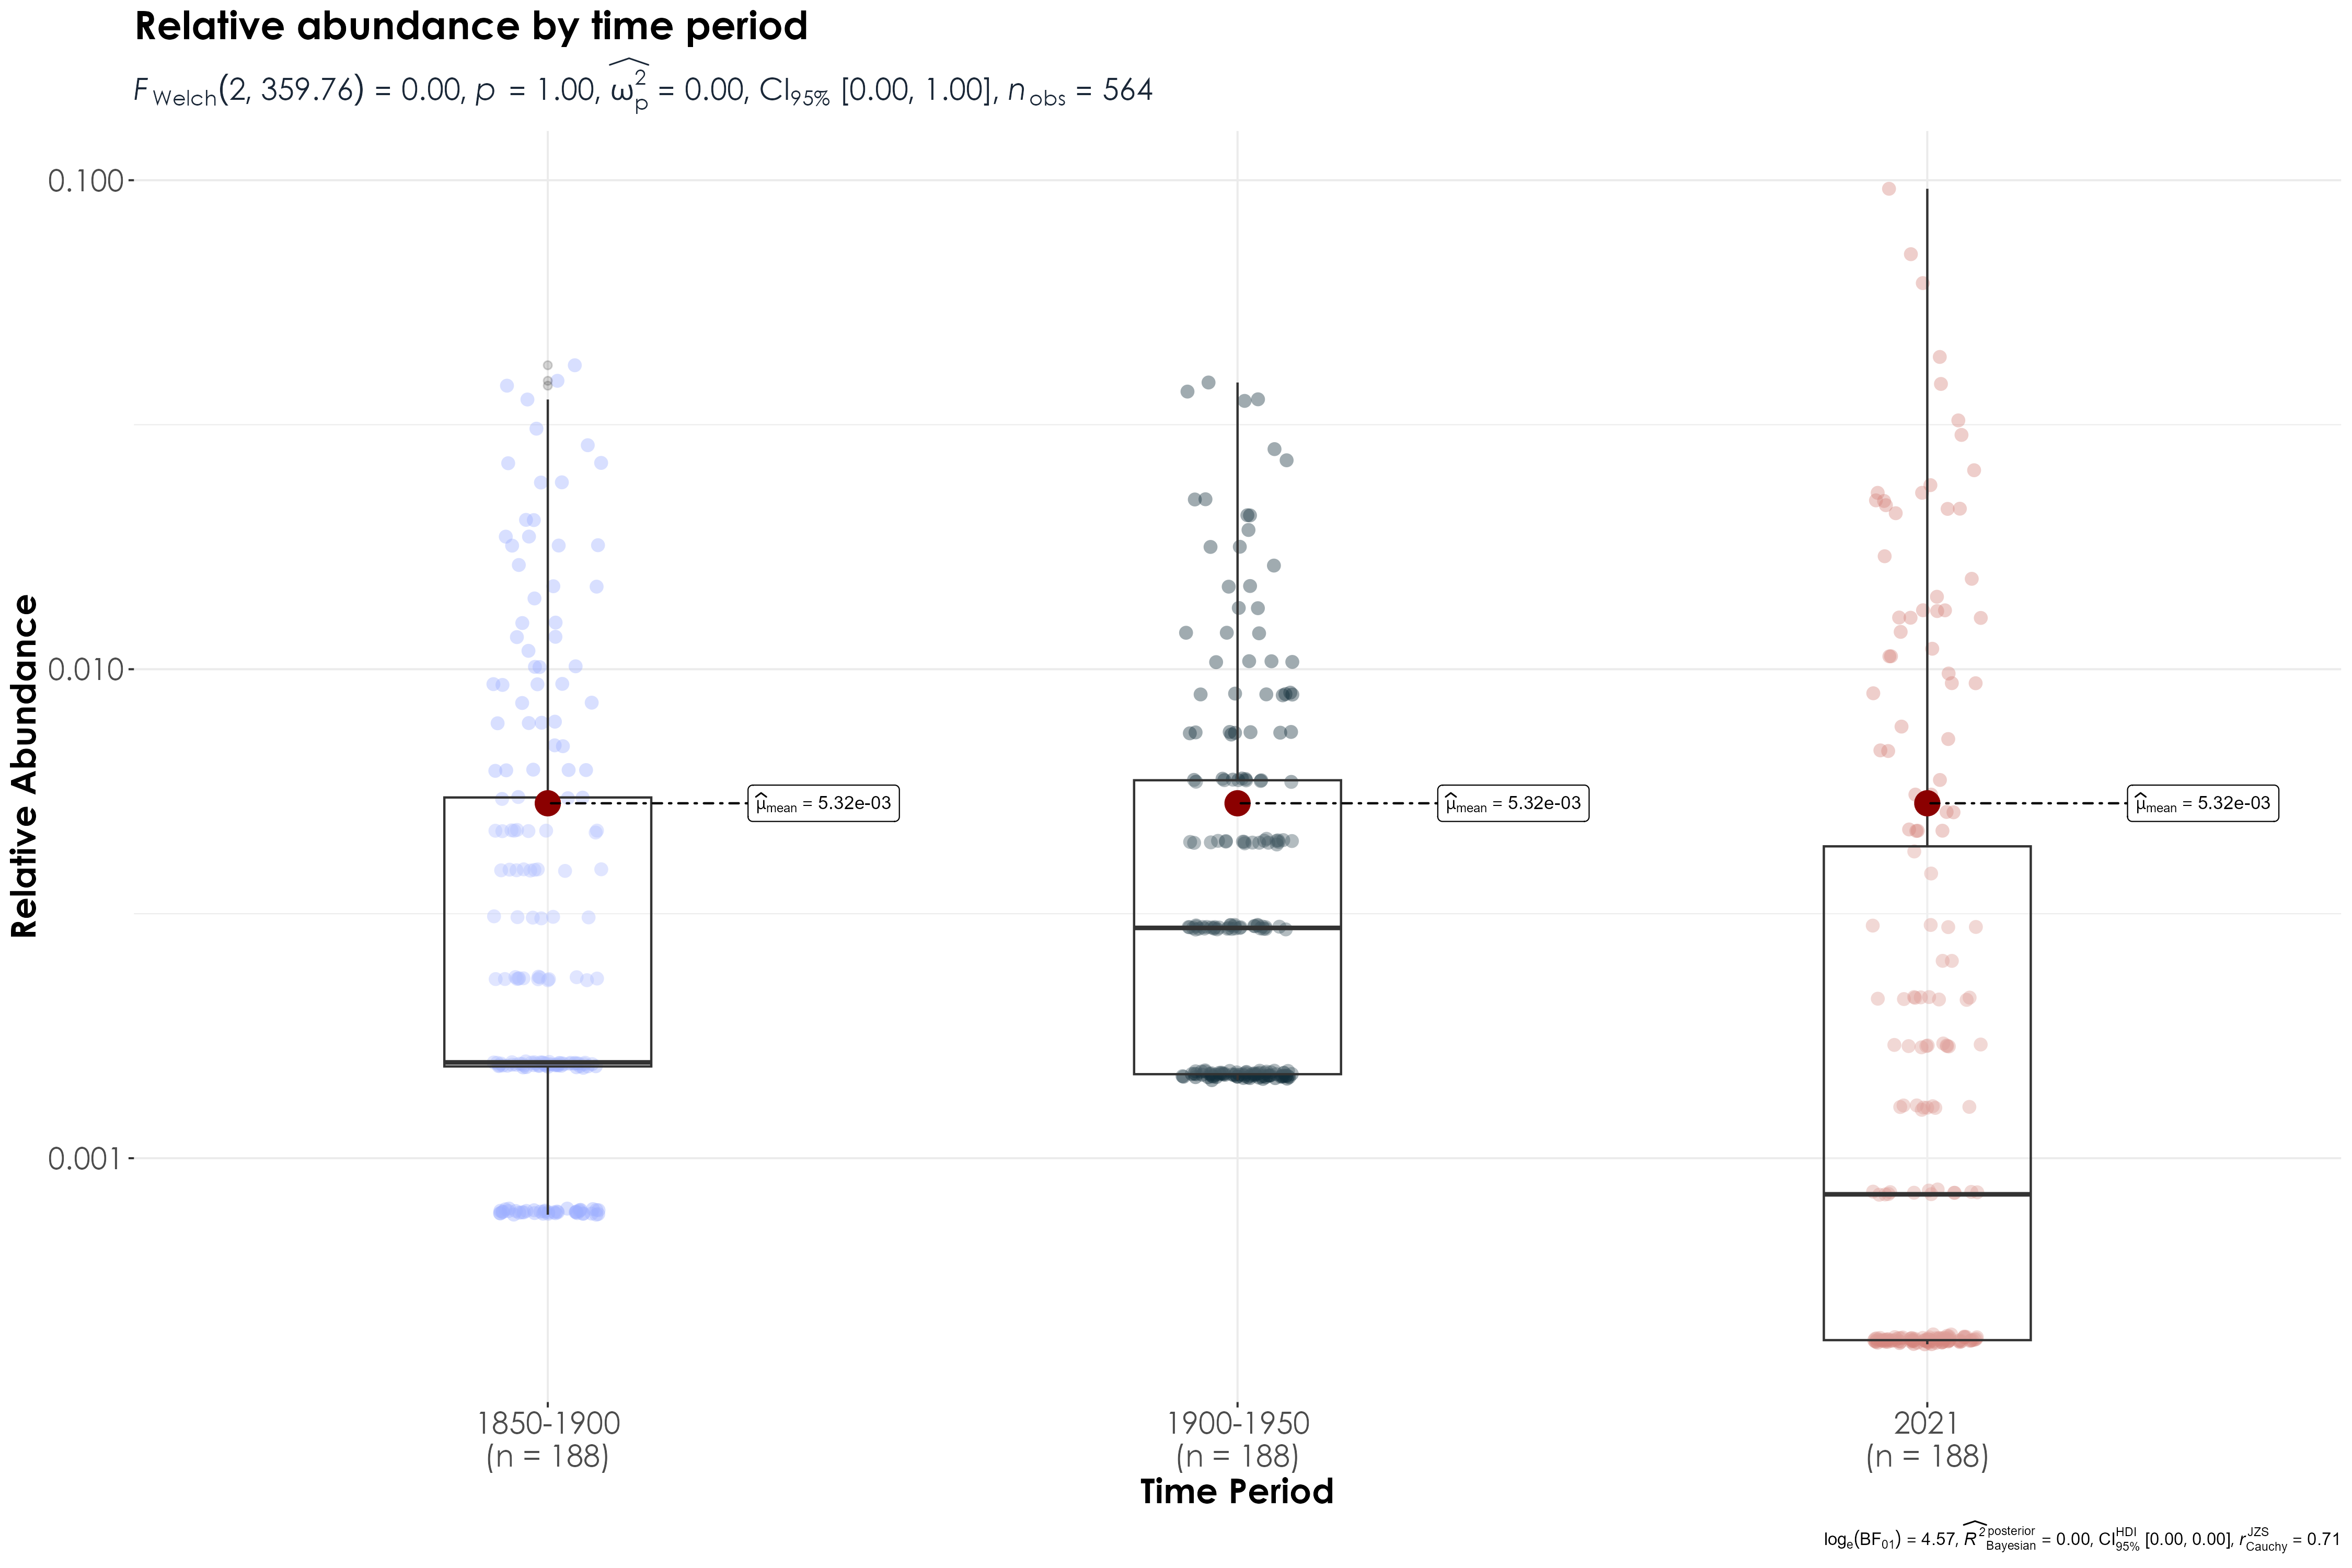 Relative abundance by time period
F Welch(2, 359.76) = 0.00, p = 1.00, ω̂²p = 0.00, CI95% [0.00, 1.00], nobs = 564
0.100
0.010
0.001
Relative Abundance
μ̂mean = 5.32e-03
μ̂mean = 5.32e-03
μ̂mean = 5.32e-03
1850-1900
(n = 188)
1900-1950
(n = 188)
2021
(n = 188)
Time Period
loge(BF01) = 4.57, R̂² posterior Bayesian = 0.00, CI HDI 95% [0.00, 0.00], r JZS Cauchy = 0.71